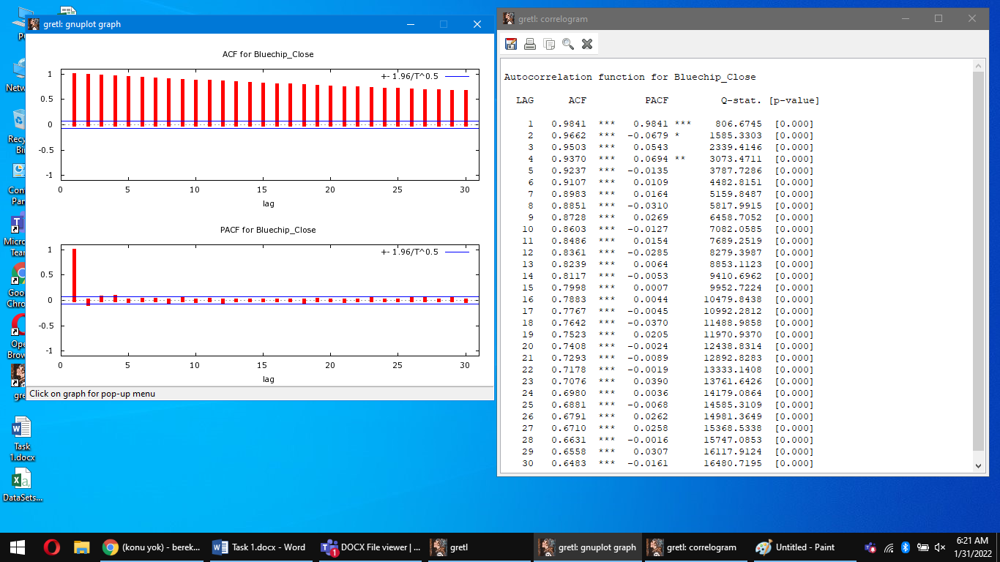 gretl: gnuplot graph
ACF for Bluechip_Close
+- 1.96/T^0.5
1
0.5
0
-0.5
-1
0 5 10 15 20 25 30
lag
PACF for Bluechip_Close
+- 1.96/T^0.5
1
0.5
0
-0.5
-1
0 5 10 15 20 25 30
lag
Click on graph for pop-up menu
gretl: correlogram
Autocorrelation function for Bluechip_Close
LAG ACF PACF Q-stat. [p-value]
1 0.9841 *** 0.9841 *** 806.6745 [0.000]
2 0.9662 *** -0.0679 * 1585.3303 [0.000]
3 0.9503 *** 0.0543 2339.4146 [0.000]
4 0.9370 *** 0.0694 ** 3073.4711 [0.000]
5 0.9237 *** -0.0135 3787.7286 [0.000]
6 0.9107 *** 0.0109 4482.8151 [0.000]
7 0.8983 *** 0.0164 5159.8487 [0.000]
8 0.8851 *** -0.0310 5817.9915 [0.000]
9 0.8728 *** 0.0269 6458.7052 [0.000]
10 0.8603 *** -0.0127 7082.0585 [0.000]
11 0.8486 *** 0.0154 7689.2519 [0.000]
12 0.8361 *** -0.0285 8279.3987 [0.000]
13 0.8239 *** 0.0064 8853.1123 [0.000]
14 0.8117 *** -0.0053 9410.6962 [0.000]
15 0.7998 *** 0.0007 9952.7224 [0.000]
16 0.7883 *** 0.0044 10479.8438 [0.000]
17 0.7767 *** -0.0045 10992.2812 [0.000]
18 0.7642 *** -0.0370 11488.9858 [0.000]
19 0.7523 *** 0.0205 11970.9370 [0.000]
20 0.7408 *** -0.0024 12438.8314 [0.000]
21 0.7293 *** -0.0089 12892.8283 [0.000]
22 0.7178 *** -0.0019 13333.1408 [0.000]
23 0.7076 *** 0.0390 13761.6426 [0.000]
24 0.6980 *** 0.0036 14179.0864 [0.000]
25 0.6881 *** -0.0068 14585.3109 [0.000]
26 0.6791 *** 0.0262 14981.3649 [0.000]
27 0.6710 *** 0.0258 15368.5338 [0.000]
28 0.6631 *** -0.0016 15747.0853 [0.000]
29 0.6558 *** 0.0307 16117.9124 [0.000]
30 0.6483 *** -0.0161 16480.7195 [0.000]
Netw
Recy
Bin
Con
Par
Micro
Tear
Goo
Chro
Ope
Brow
gre
Task
1.docx
DataSets...
(konu yok) - berek...
Task 1.docx - Word
DOCX File viewer | ...
1
gretl
gretl: gnuplot graph
gretl: correlogram
Untitled - Paint
6:21 AM
1/31/2022